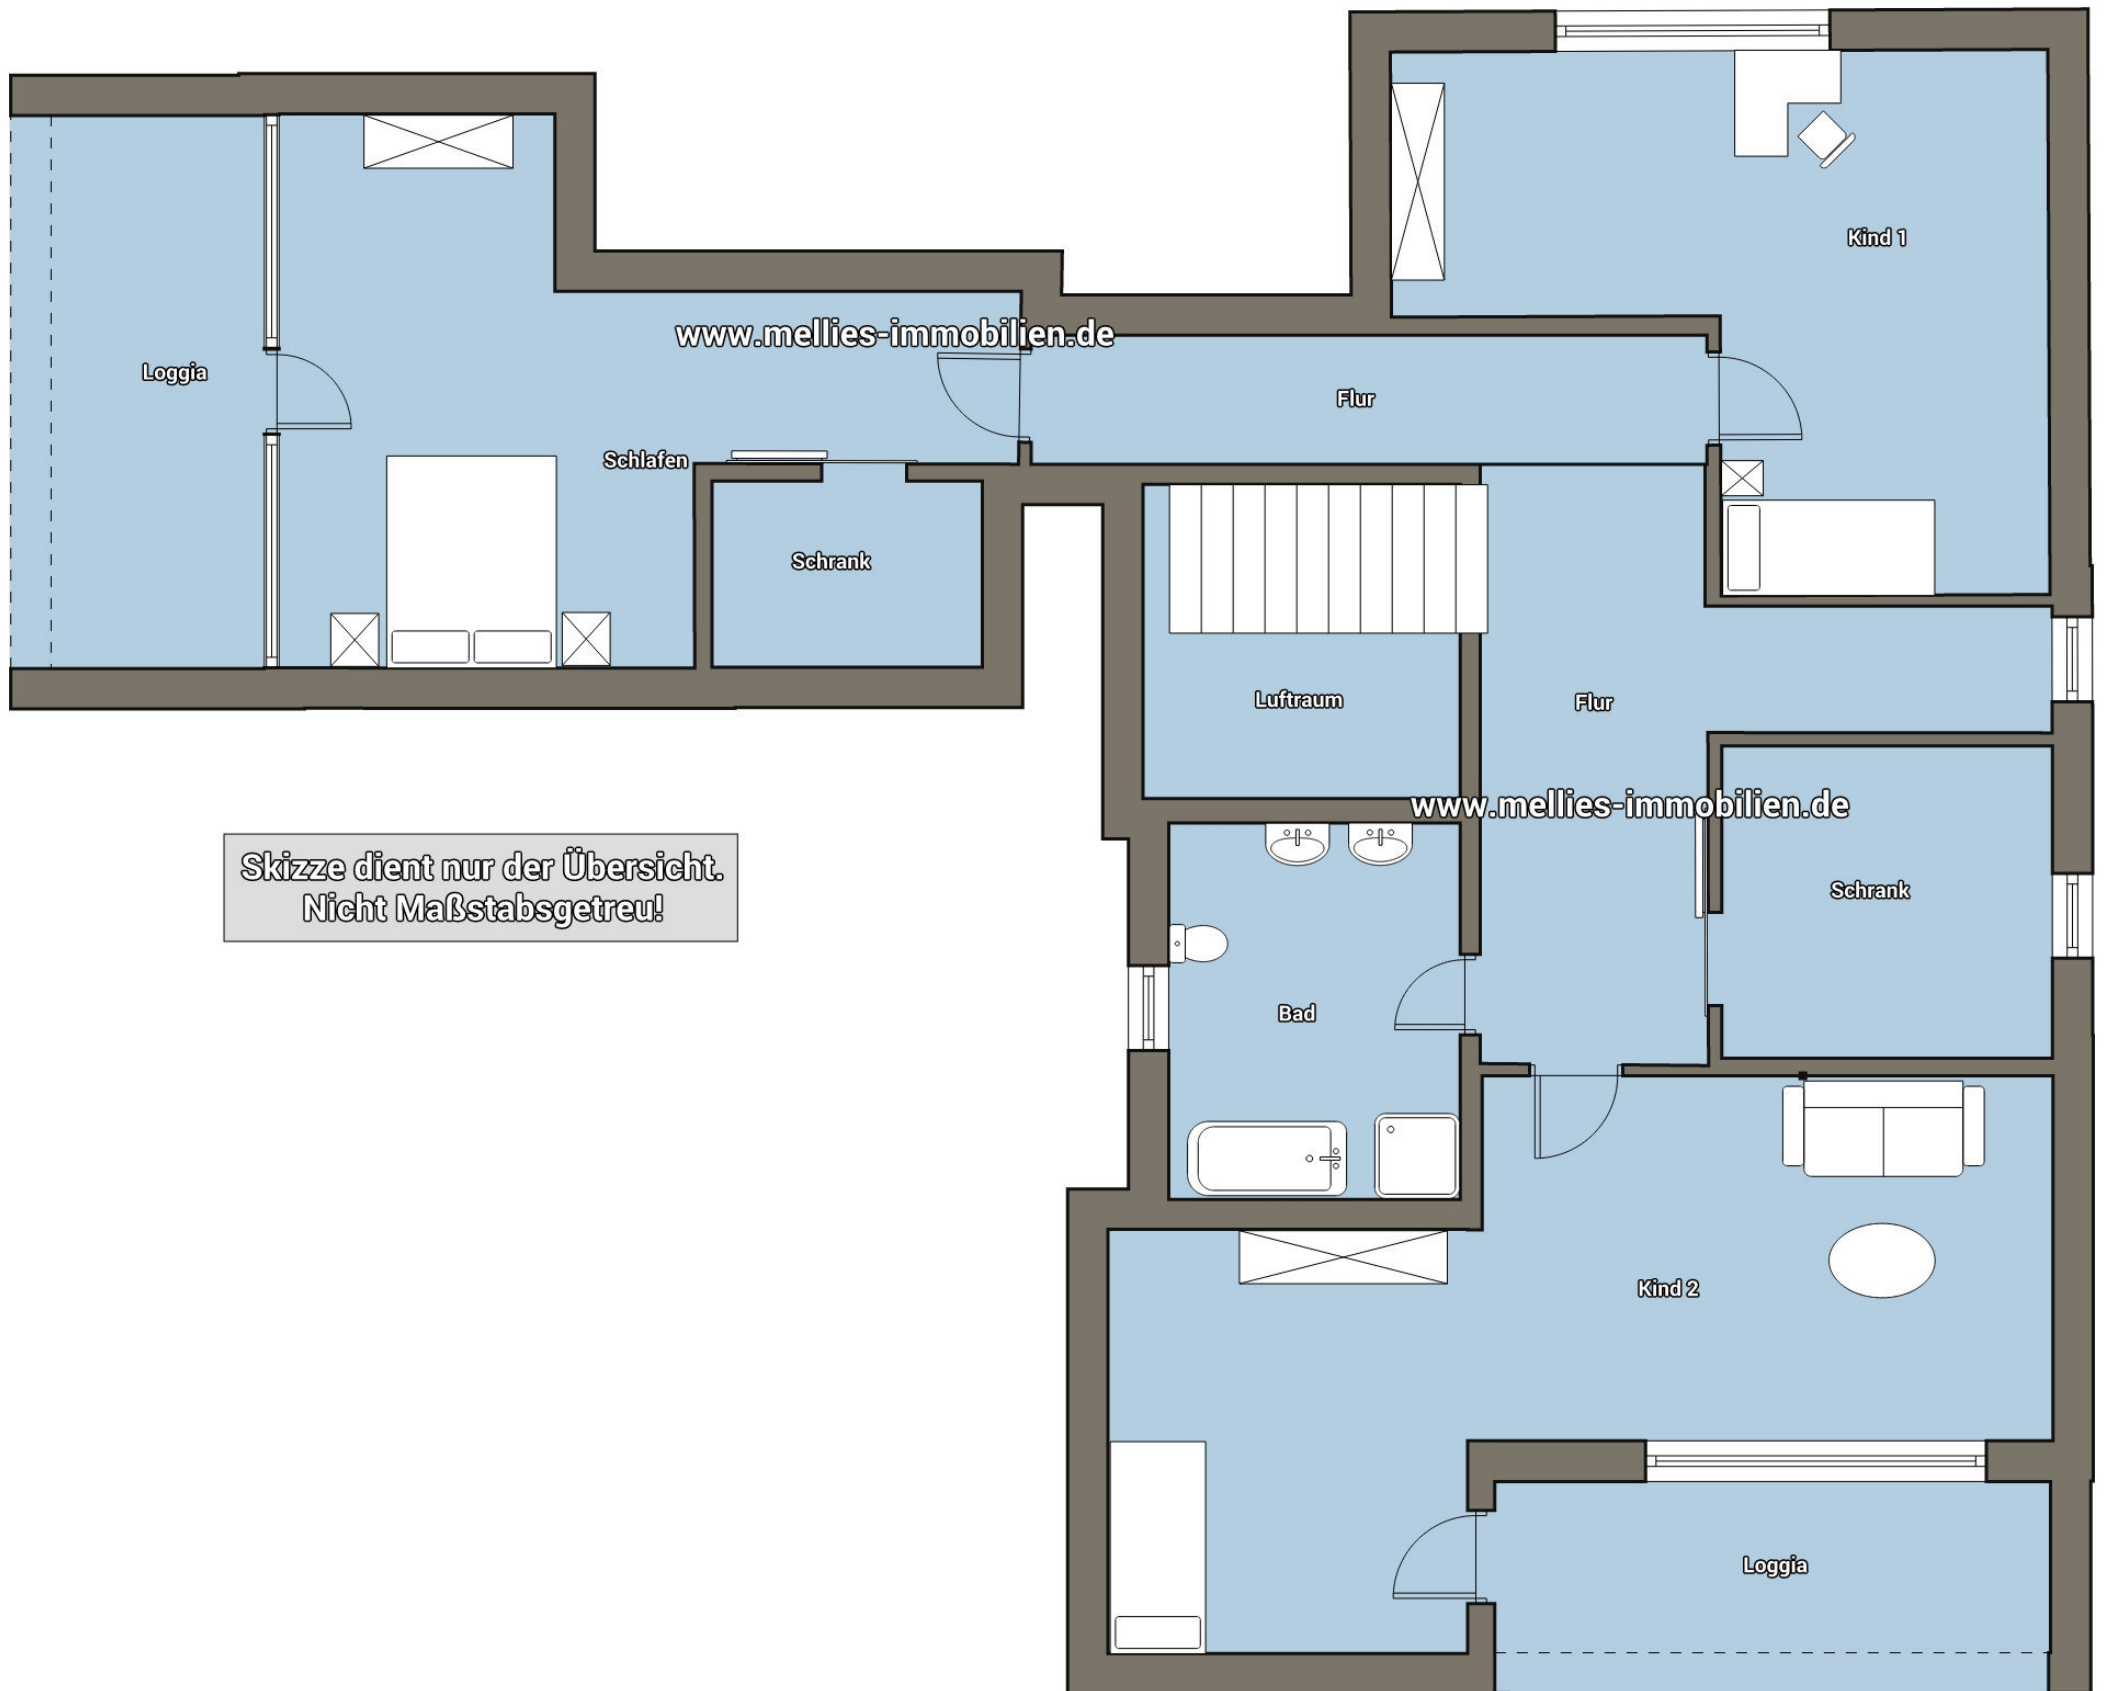 Kind 1
www.mellies-immobilien.de
Loggia
Flur
Schlafen
Schrank
Luftraum
Flur
www.mellies-immobilien.de
Skizze dient nur der Übersicht.
Nicht Maßstabsgetreu!
Schrank
Bad
Kind 2
Loggia